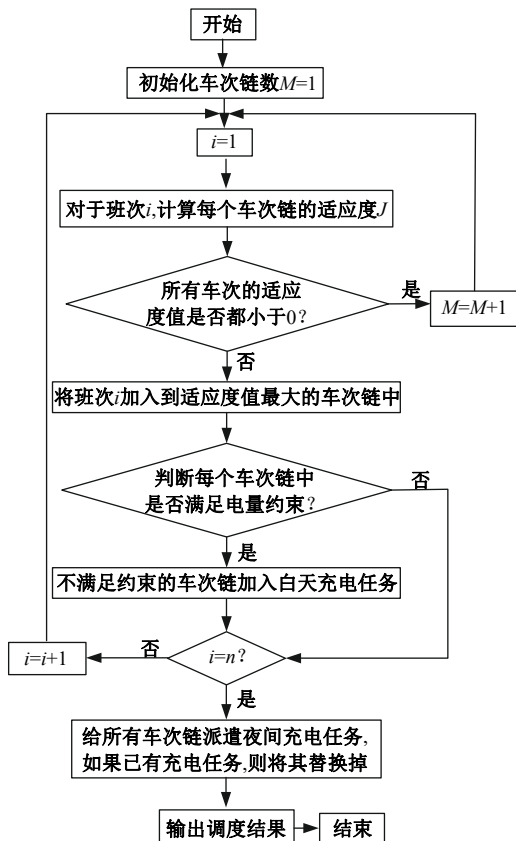 开始
初始化车次链数M=1
i=1
对于班次i,计算每个车次链的适应度J
所有车次的适应
度值是否都小于0?
是
M=M+1
否
将班次i加入到适应度值最大的车次链中
判断每个车次链中
是否满足电量约束?
否
是
不满足约束的车次链加入白天充电任务
i=n?
否
i=i+1
是
给所有车次链派遣夜间充电任务,
如果已有充电任务,则将其替换掉
输出调度结果
结束